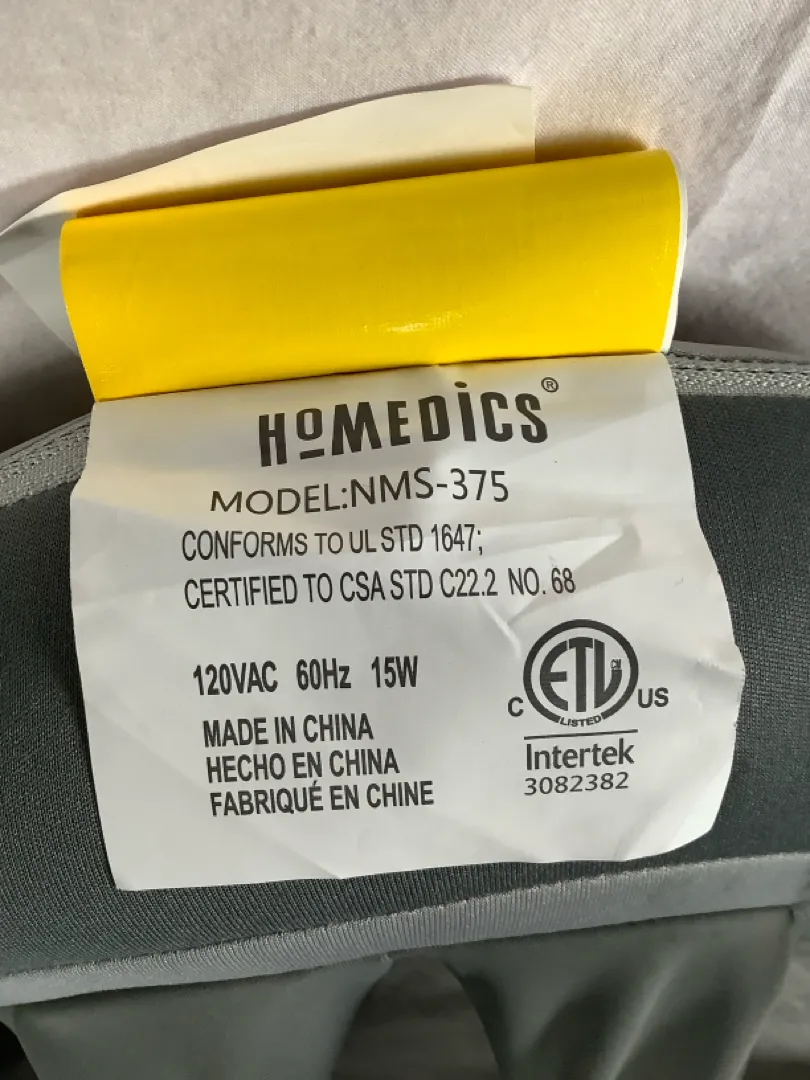 HoMEDiCS®
MODEL:NMS-375
CONFORMS TO UL STD 1647;
CERTIFIED TO CSA STD C22.2 NO. 68
120VAC 60Hz 15W
MADE IN CHINA
HECHO EN CHINA
FABRIQUÉ EN CHINE
ETL CM
LISTED
C US
Intertek
3082382